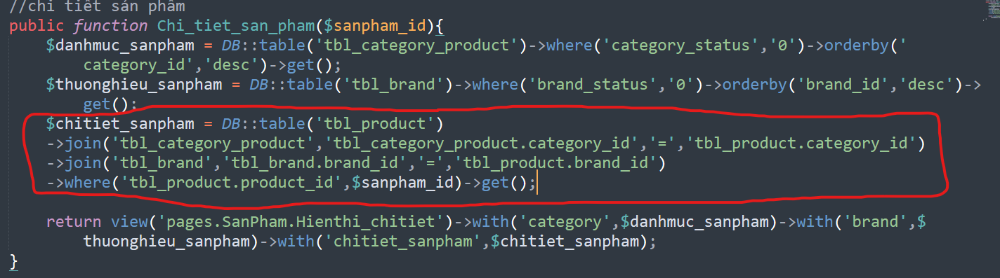 //chi tiết sản phẩm
public function Chi_tiet_san_pham($sanpham_id){
$danhmuc_sanpham = DB::table('tbl_category_product')->where('category_status','0')->orderby('
category_id','desc')->get();
$thuonghieu_sanpham = DB::table('tbl_brand')->where('brand_status','0')->orderby('brand_id','desc')->
get();
$chitiet_sanpham = DB::table('tbl_product')
->join('tbl_category_product','tbl_category_product.category_id','=','tbl_product.category_id')
->join('tbl_brand','tbl_brand.brand_id','=','tbl_product.brand_id')
->where('tbl_product.product_id',$sanpham_id)->get();
return view('pages.SanPham.Hienthi_chitiet')->with('category',$danhmuc_sanpham)->with('brand',$
thuonghieu_sanpham)->with('chitiet_sanpham',$chitiet_sanpham);
}